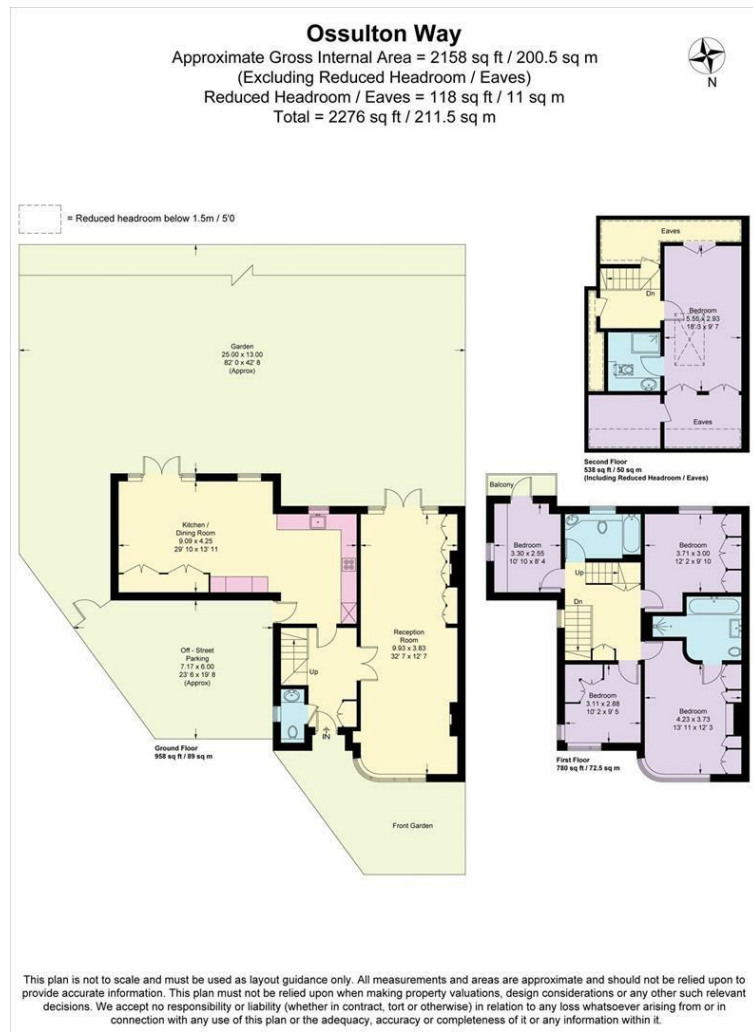 Ossulton Way
Approximate Gross Internal Area = 2158 sq ft / 200.5 sq m
(Excluding Reduced Headroom / Eaves)
Reduced Headroom / Eaves = 118 sq ft / 11 sq m
Total = 2276 sq ft / 211.5 sq m
N
= Reduced headroom below 1.5m / 5'0
Garden
25.00 x 13.00
82' 0 x 42' 8
(Approx)
Kitchen /
Dining Room
9.09 x 4.25
29' 10 x 13' 11
Reception
Room
9.93 x 3.83
32' 7 x 12' 7
Off - Street
Parking
7.17 x 6.00
23' 6 x 19' 8
(Approx)
Up
IN
Ground Floor
958 sq ft / 89 sq m
Front Garden
Eaves
Dn
Bedroom
5.55 x 2.93
18' 3 x 9' 7
Eaves
Second Floor
538 sq ft / 50 sq m
(Including Reduced Headroom / Eaves)
Balcony
Bedroom
3.30 x 2.55
10' 10 x 8' 4
Up
Dn
Bedroom
3.71 x 3.00
12' 2 x 9' 10
Bedroom
3.11 x 2.88
10' 2 x 9' 5
Bedroom
4.23 x 3.73
13' 11 x 12' 3
First Floor
780 sq ft / 72.5 sq m
This plan is not to scale and must be used as layout guidance only. All measurements and areas are approximate and should not be relied upon to
provide accurate information. This plan must not be relied upon when making property valuations, design considerations or any other such relevant
decisions. We accept no responsibility or liability (whether in contract, tort or otherwise) in relation to any loss whatsoever arising from or in
connection with any use of this plan or the adequacy, accuracy or completeness of it or any information within it.